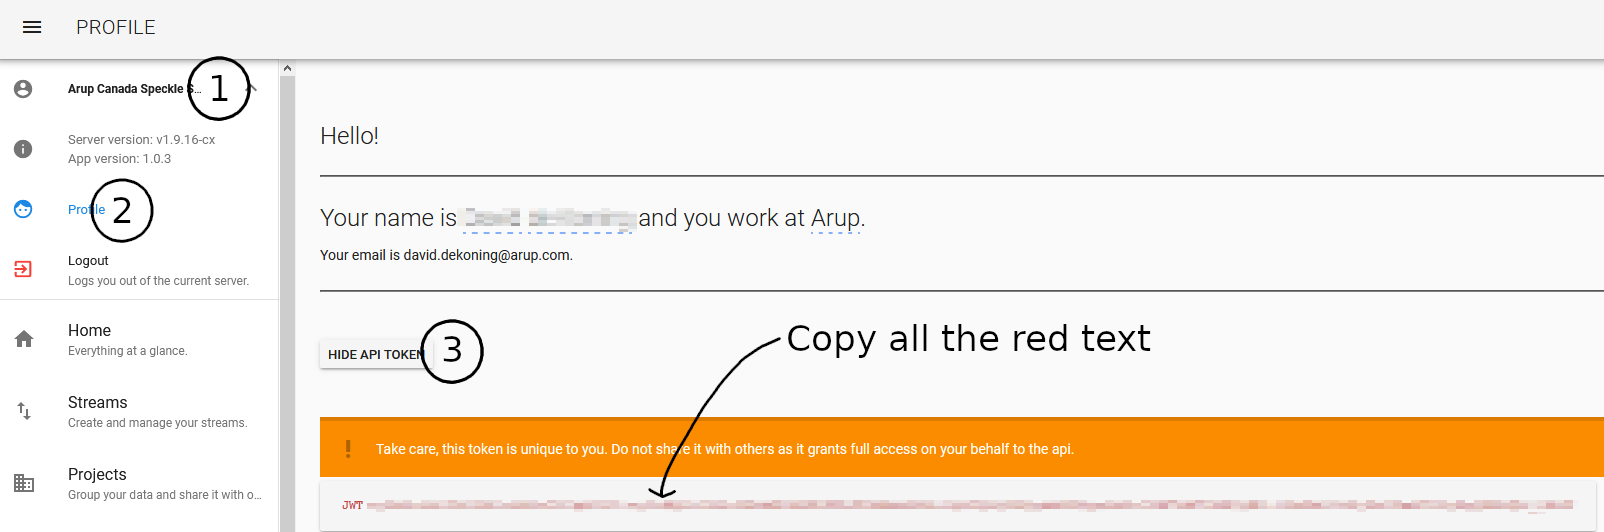 PROFILE
Arup Canada Speckle S...
1
Server version: v1.9.16-cx
App version: 1.0.3
Profile
2
Logout
Logs you out of the current server.
Home
Everything at a glance.
Streams
Create and manage your streams.
Projects
Group your data and share it with o...
Hello!
Your name is and you work at Arup.
Your email is david.dekoning@arup.com.
HIDE API TOKEN
3
Copy all the red text
Take care, this token is unique to you. Do not share it with others as it grants full access on your behalf to the api.
JWT